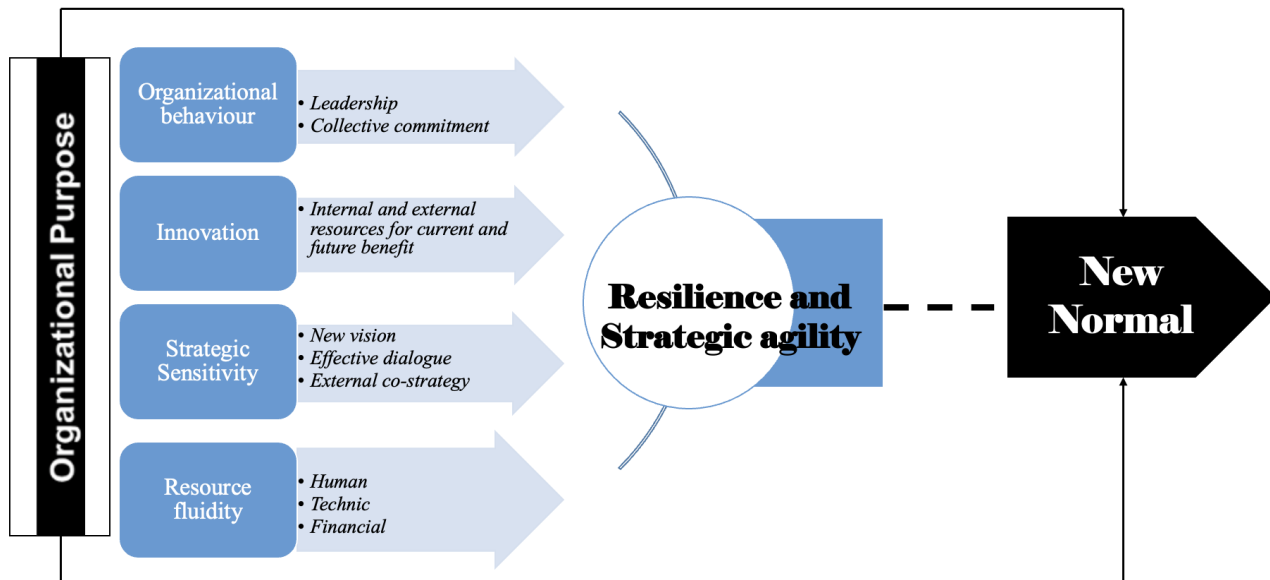 Organizational Purpose
Organizational
behaviour
• Leadership
• Collective commitment
Innovation
• Internal and external
resources for current and
future benefit
Strategic
Sensitivity
• New vision
• Effective dialogue
• External co-strategy
Resource
fluidity
• Human
• Technic
• Financial
Resilience and
Strategic agility
New
Normal